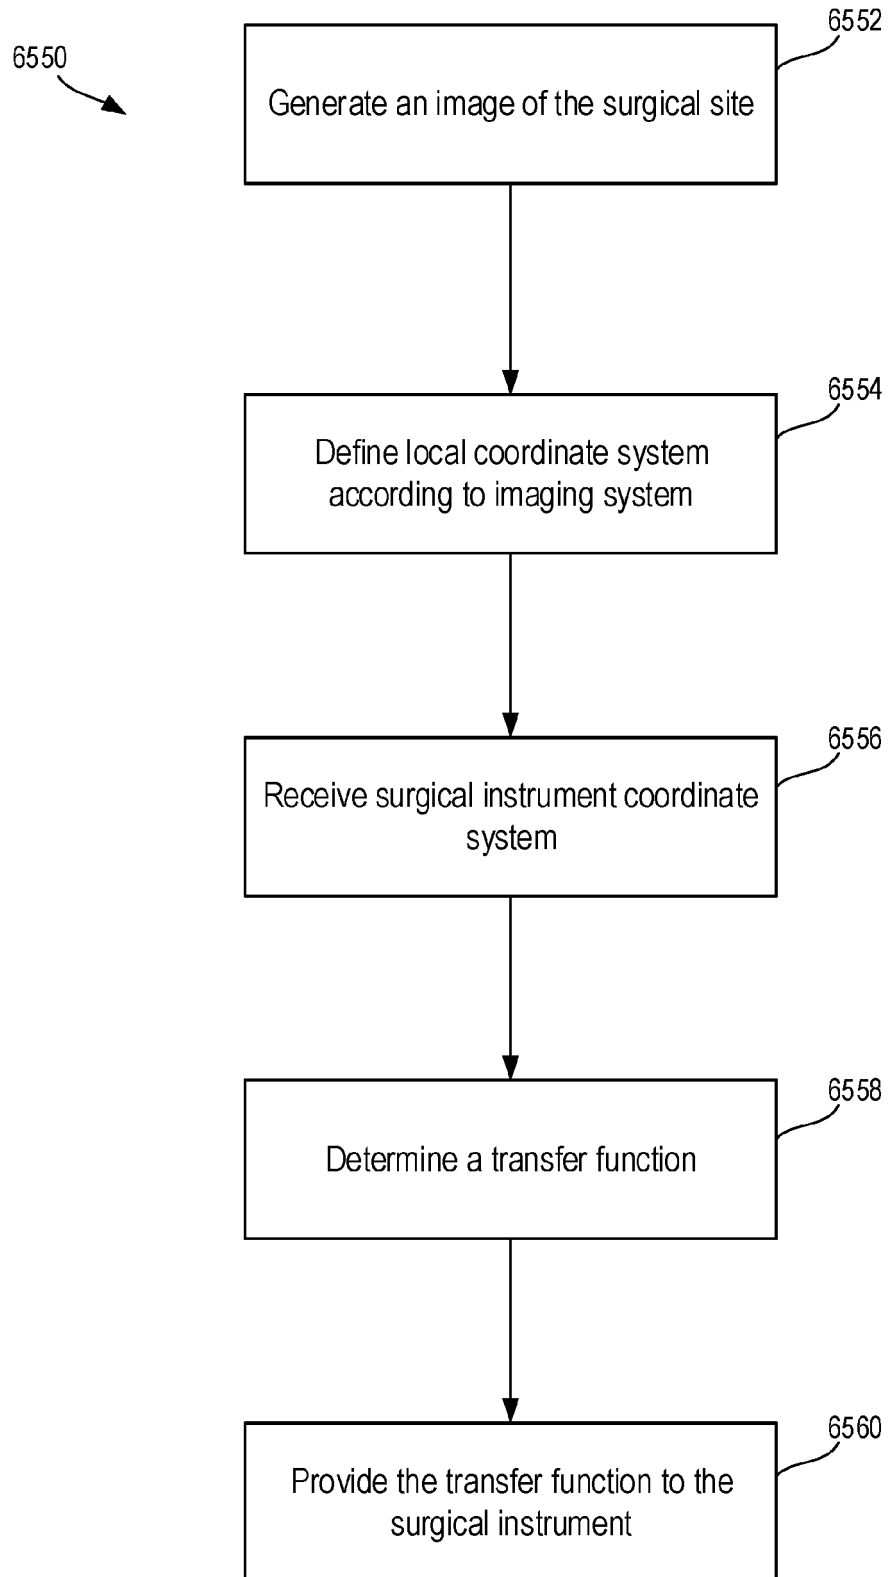 6550
6552
Generate an image of the surgical site
6554
Define local coordinate system
according to imaging system
6556
Receive surgical instrument coordinate
system
6558
Determine a transfer function
6560
Provide the transfer function to the
surgical instrument